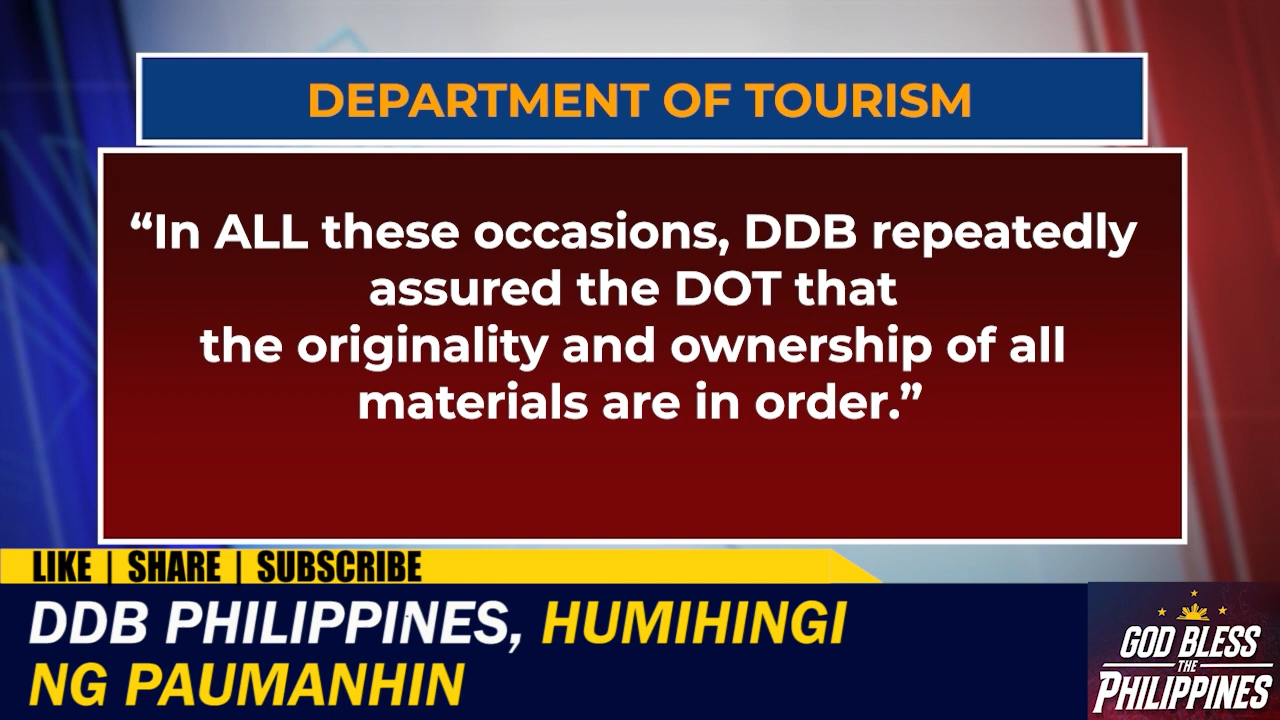 DEPARTMENT OF TOURISM
“In ALL these occasions, DDB repeatedly
assured the DOT that
the originality and ownership of all
materials are in order.”
LIKE | SHARE | SUBSCRIBE
DDB PHILIPPINES, HUMIHINGI
NG PAUMANHIN
GOD BLESS
THE
PHILIPPINES